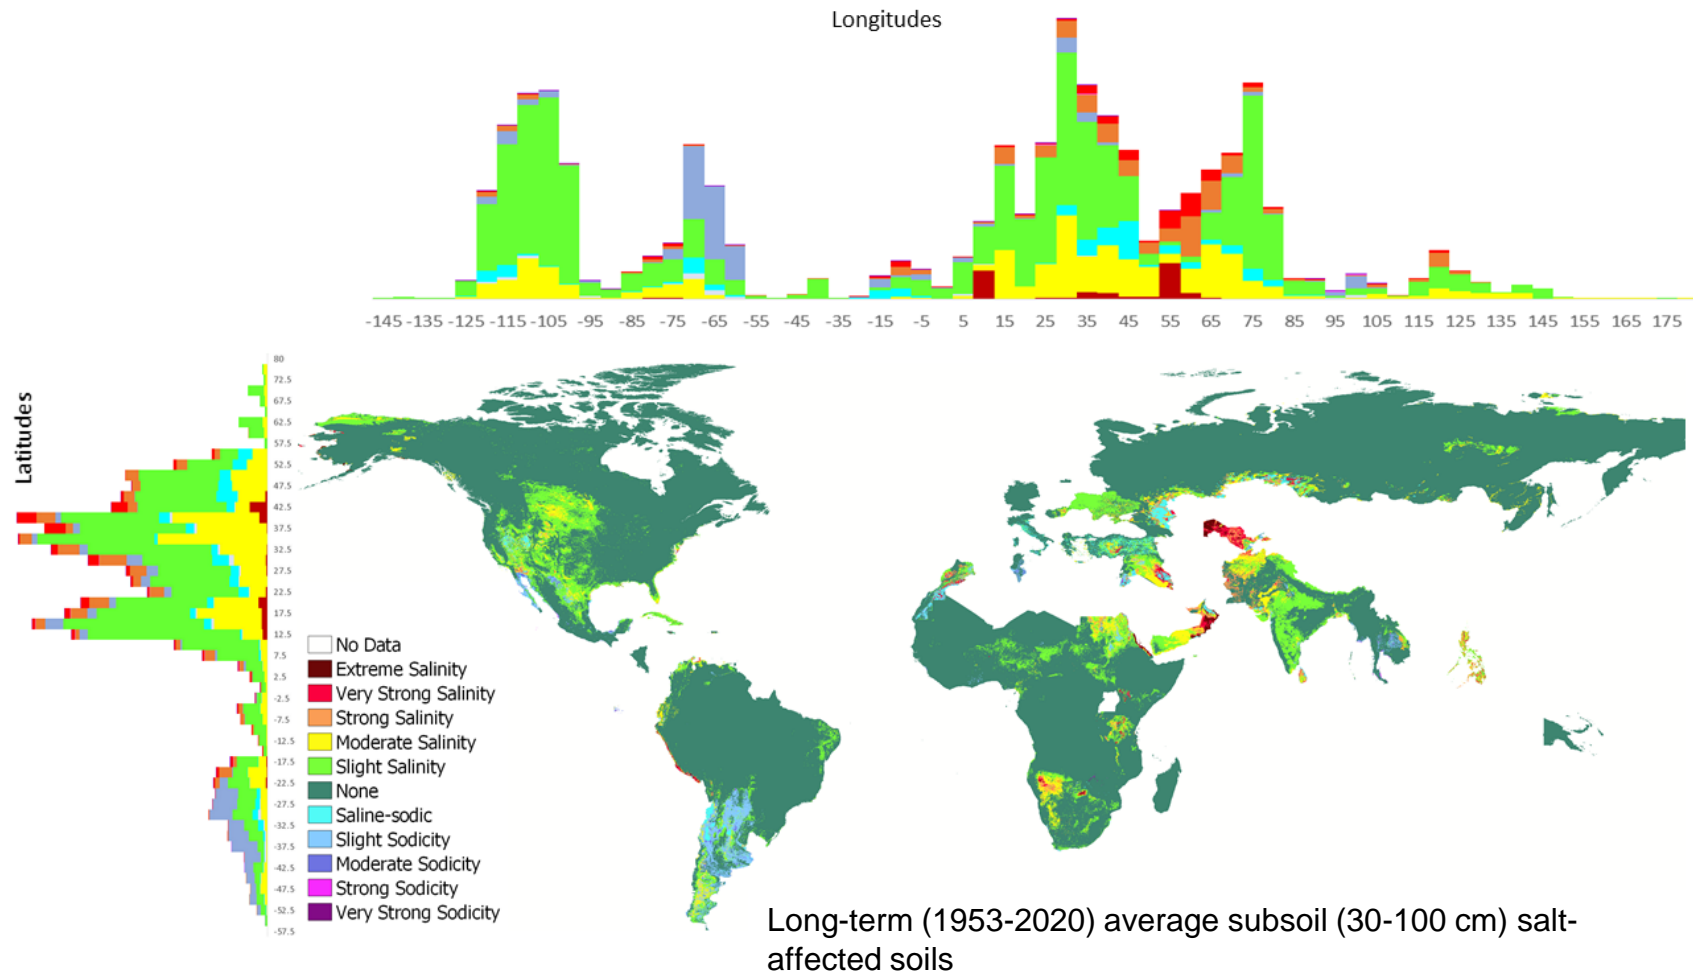 Longitudes
-145 -135 -125 -115 -105 -95 -85 -75 -65 -55 -45 -35 -25 -15 -5 5 15 25 35 45 55 65 75 85 95 105 115 125 135 145 155 165 175
Latitudes
80
72.5
67.5
62.5
57.5
52.5
47.5
42.5
37.5
32.5
27.5
22.5
17.5
12.5
7.5
2.5
-2.5
-7.5
-12.5
-17.5
-22.5
-27.5
-32.5
-37.5
-42.5
-47.5
-52.5
-57.5
No Data
Extreme Salinity
Very Strong Salinity
Strong Salinity
Moderate Salinity
Slight Salinity
None
Saline-sodic
Slight Sodicity
Moderate Sodicity
Strong Sodicity
Very Strong Sodicity
Long-term (1953-2020) average subsoil (30-100 cm) salt-
affected soils